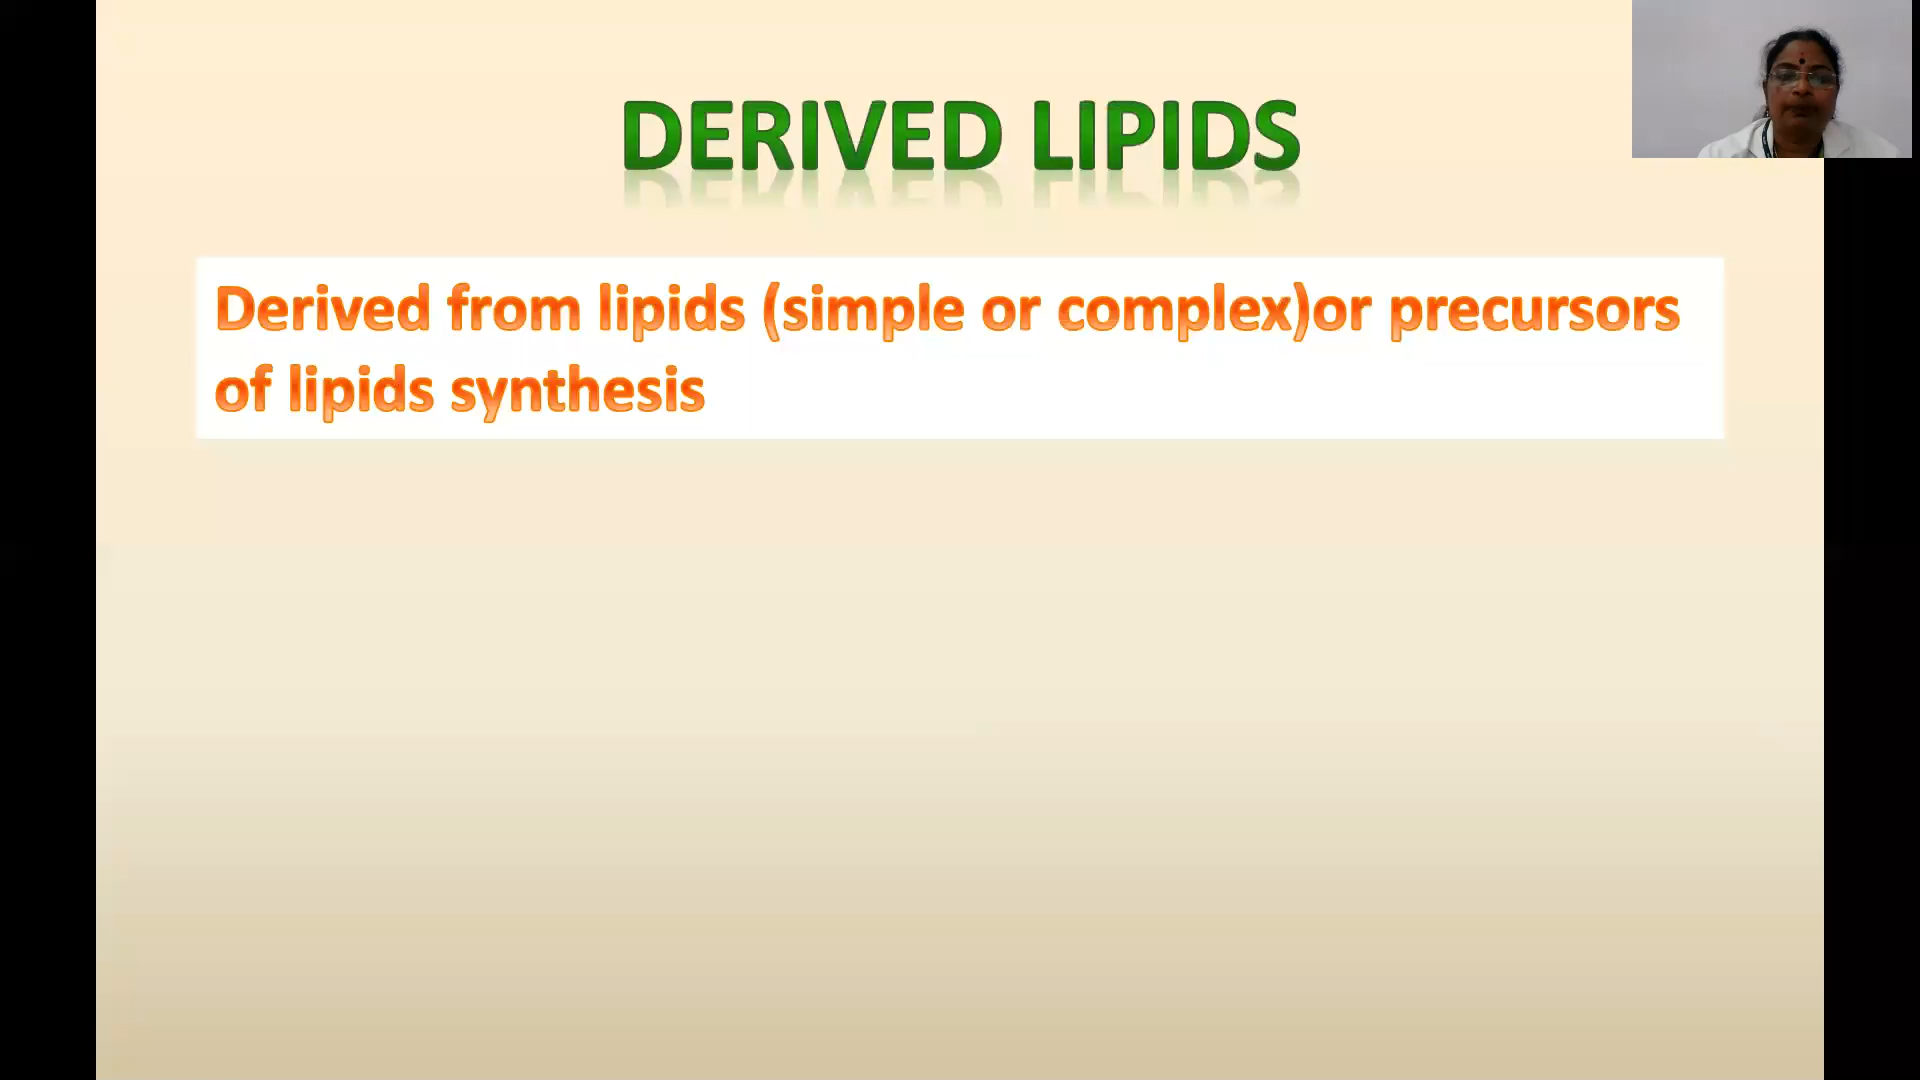 DERIVED LIPIDS
Derived from lipids (simple or complex)or precursors
of lipids synthesis